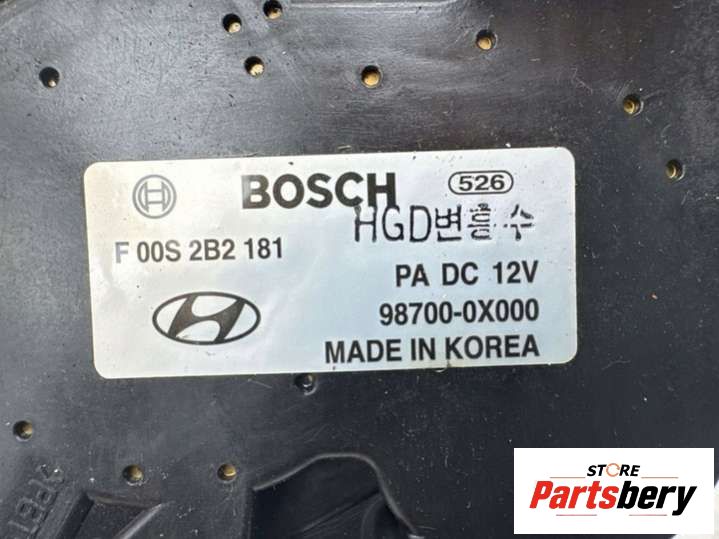 BOSCH 526
HGD변흥수
F 00S 2B2 181
PA DC 12V
98700-0X000
MADE IN KOREA
STORE
Partsbery